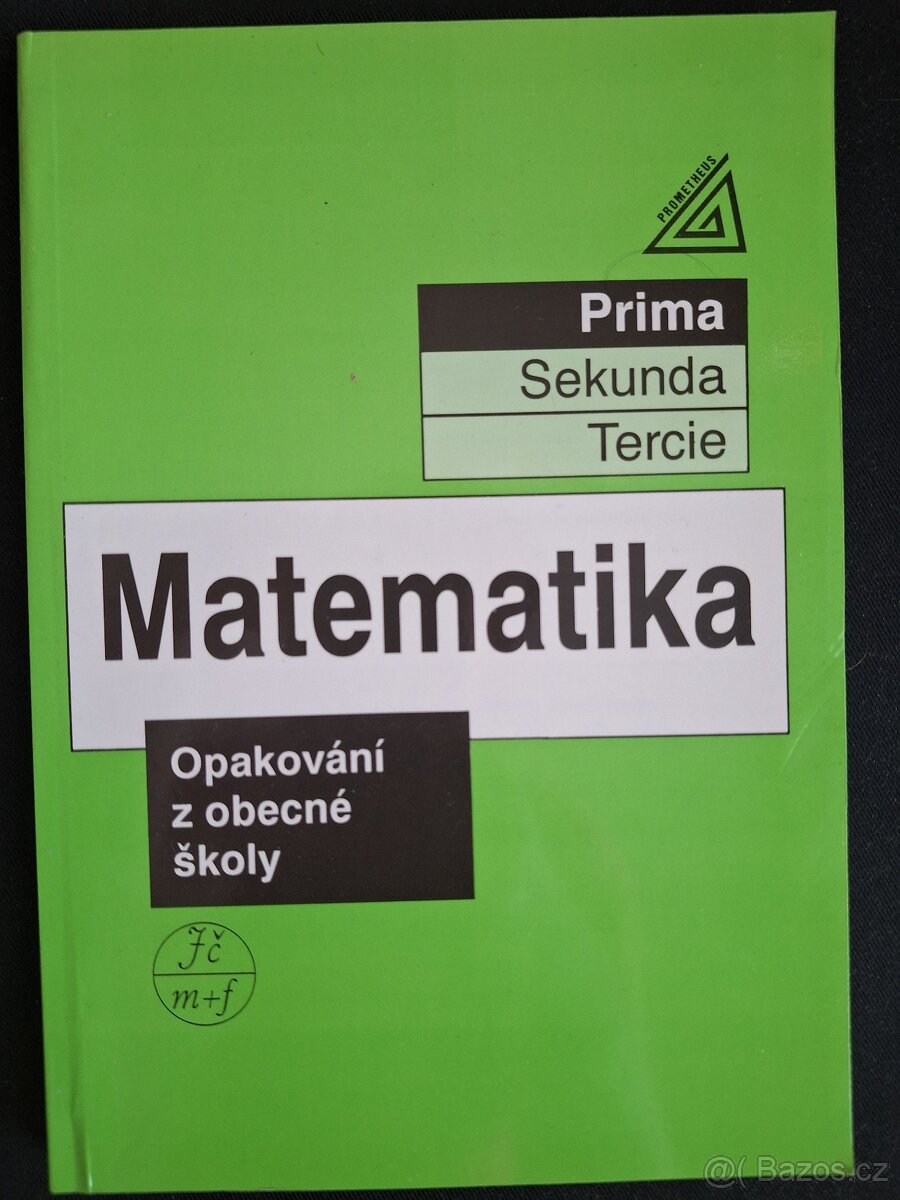 PROMETHEUS
Prima
Sekunda
Tercie
Matematika
Opakování
z obecné
školy
Jč
m+f
@( Bazos.cz